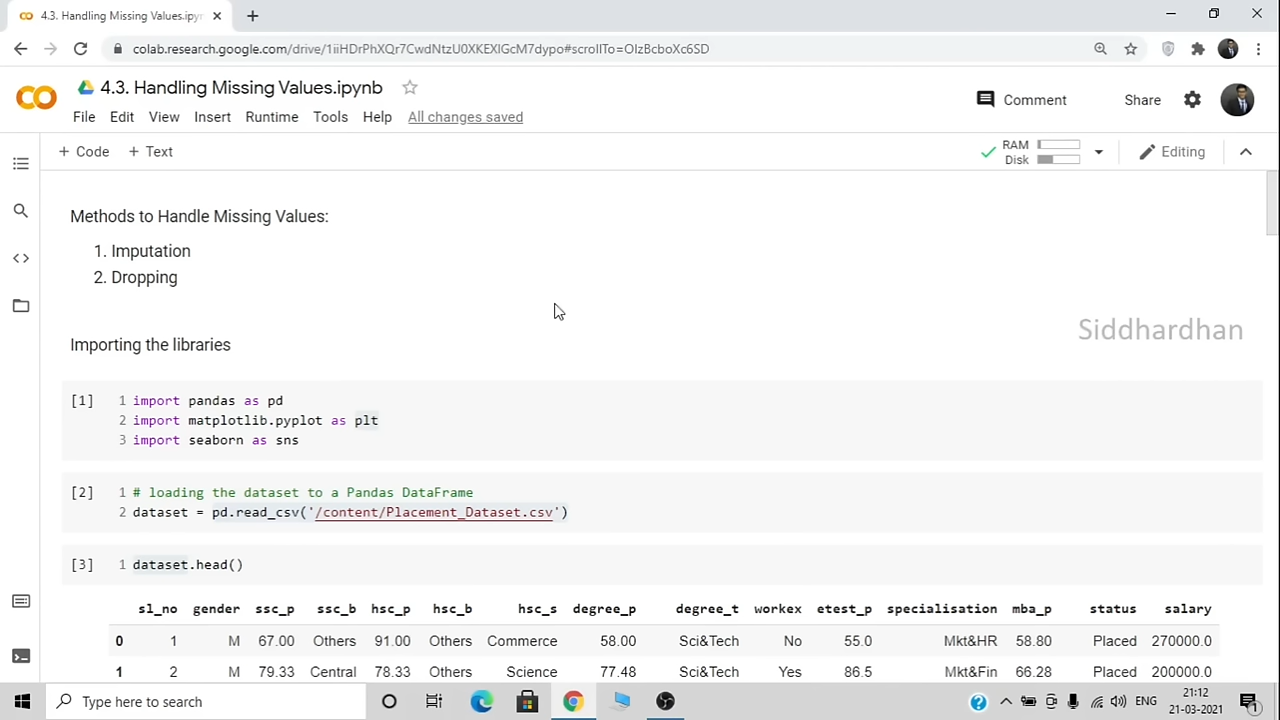 4.3. Handling Missing Values.ipyr
colab.research.google.com/drive/1iiHDrPhXQr7CwdNtzU0XKEXlGcM7dypo#scrollTo=OlzBcboXc6SD
4.3. Handling Missing Values.ipynb
Comment Share
File Edit View Insert Runtime Tools Help All changes saved
+ Code + Text RAM Disk Editing
Methods to Handle Missing Values:
1. Imputation
2. Dropping
Siddhardhan
Importing the libraries
[1] 1 import pandas as pd
2 import matplotlib.pyplot as plt
3 import seaborn as sns
[2] 1 # loading the dataset to a Pandas DataFrame
2 dataset = pd.read_csv('/content/Placement_Dataset.csv')
[3] 1 dataset.head()
sl_no gender ssc_p ssc_b hsc_p hsc_b hsc_s degree_p degree_t workex etest_p specialisation mba_p status salary
0 1 M 67.00 Others 91.00 Others Commerce 58.00 Sci&Tech No 55.0 Mkt&HR 58.80 Placed 270000.0
1 2 M 79.33 Central 78.33 Others Science 77.48 Sci&Tech Yes 86.5 Mkt&Fin 66.28 Placed 200000.0
Type here to search ENG 21:12
21-03-2021